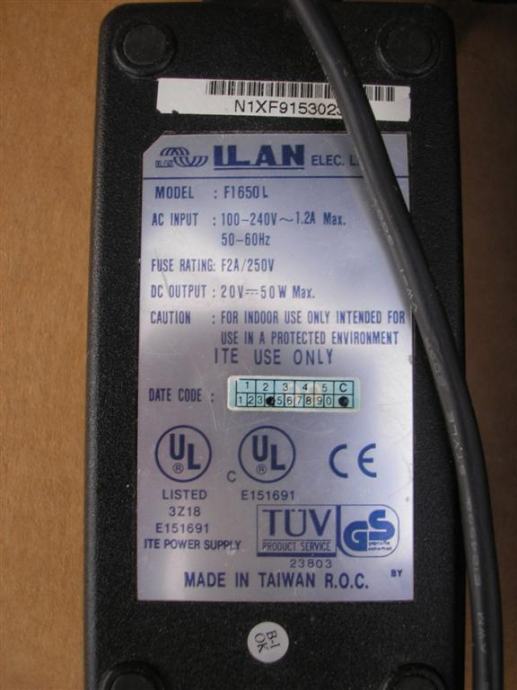 N1XF915302
ILAN ILAN ELEC.
MODEL : F1650L
AC INPUT : 100-240V~1.2A Max.
50-60Hz
FUSE RATING: F2A/250V
DC OUTPUT : 20V⎓50W Max.
CAUTION : FOR INDOOR USE ONLY INTENDED FOR
USE IN A PROTECTED ENVIRONMENT
ITE USE ONLY
DATE CODE :
1 2 3 4 5 C
1 2 3 5 6 7 8 9 0
UL ® C UL ® CE
LISTED E151691
3Z18
E151691
ITE POWER SUPPLY
TÜV GS
PRODUCT SERVICE
23803
MADE IN TAIWAN R.O.C. BY
B-1
OK